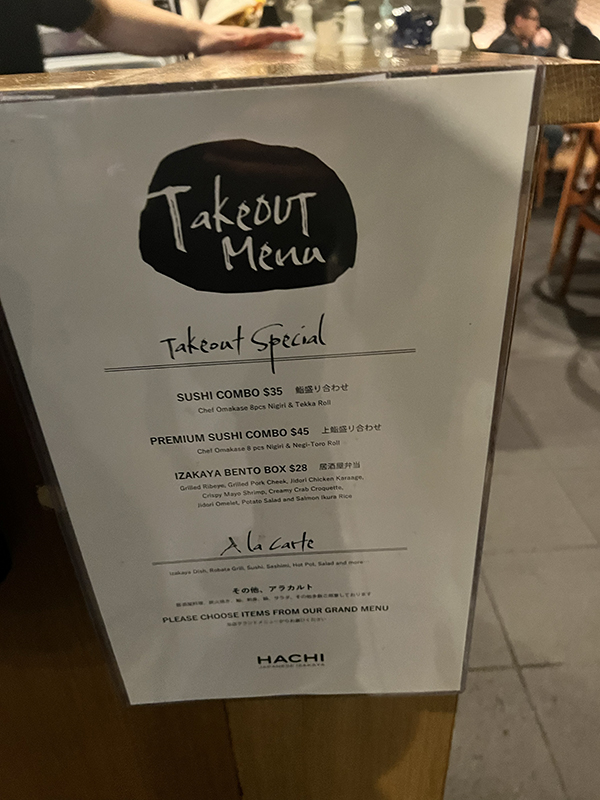 Takeout
Menu
Takeout Special
SUSHI COMBO $35 鮨盛り合わせ
Chef Omakase 8pcs Nigiri & Tekka Roll
PREMIUM SUSHI COMBO $45 上鮨盛り合わせ
Chef Omakase 8 pcs Nigiri & Negi-Toro Roll
IZAKAYA BENTO BOX $28 居酒屋弁当
Grilled Ribeye, Grilled Pork Cheek, Jidori Chicken Karaage,
Crispy Mayo Shrimp, Creamy Crab Croquette,
Jidori Omelet, Potato Salad and Salmon Ikura Rice
A la carte
Izakaya Dish, Robata Grill, Sushi, Sashimi, Hot Pot, Salad and more
その他、アラカルト
PLEASE CHOOSE ITEMS FROM OUR GRAND MENU
HACHI
JAPANESE IZAKAYA